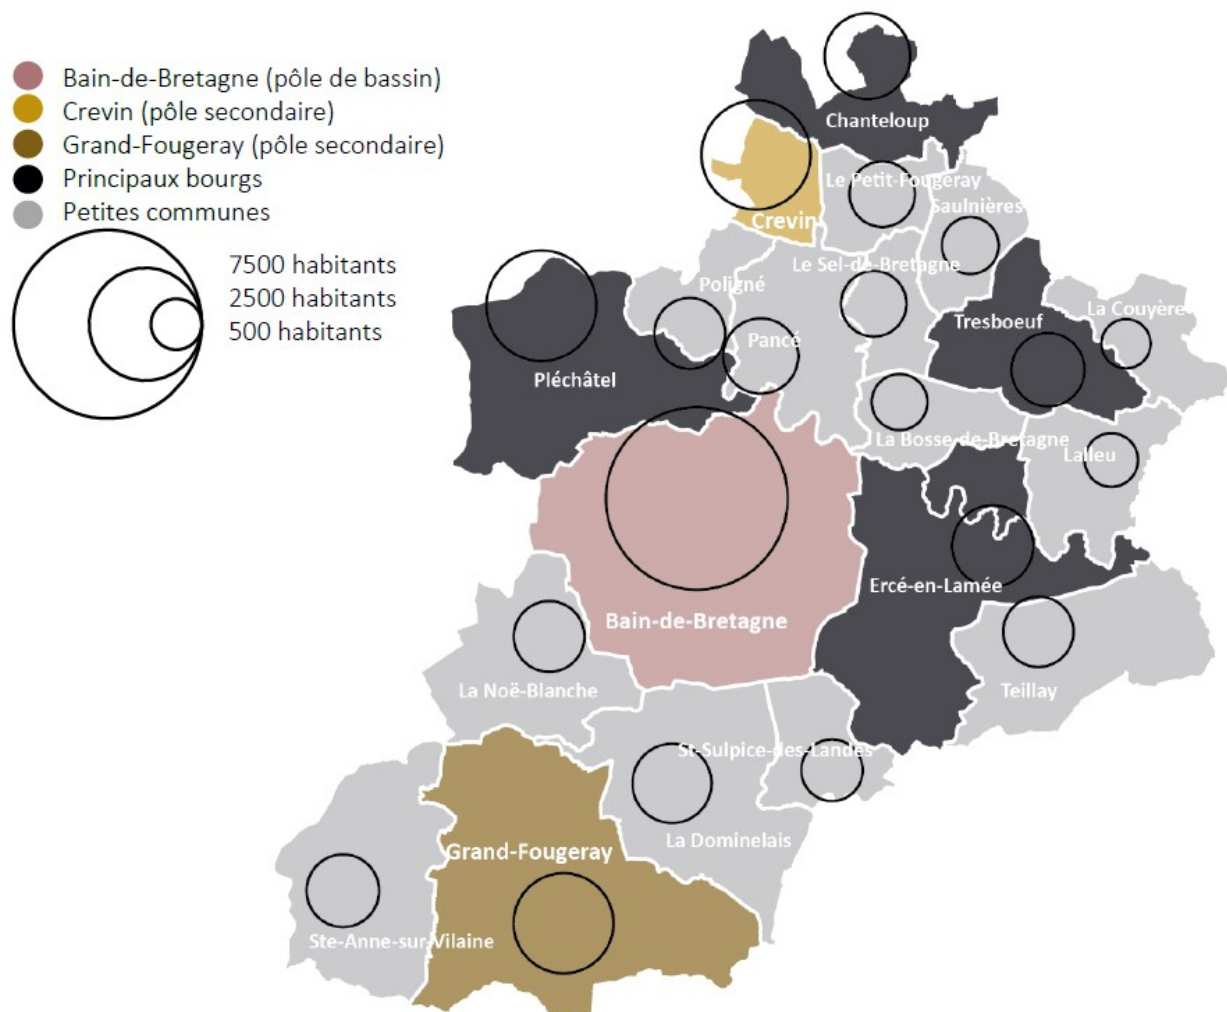 Bain-de-Bretagne (pôle de bassin)
Crevin (pôle secondaire)
Grand-Fougeray (pôle secondaire)
Principaux bourgs
Petites communes
7500 habitants
2500 habitants
500 habitants
Chanteloup
Le Petit-Fougeray
Saulnières
Crevin
Le Sel-de-Bretagne
Poligné
La Couyère
Tresboeuf
Pancé
Pléchâtel
La Bosse-de-Bretagne
Lalleu
Ercé-en-Lamée
Bain-de-Bretagne
La Noë-Blanche
Teillay
St-Sulpice-des-Landes
La Dominelais
Grand-Fougeray
Ste-Anne-sur-Vilaine